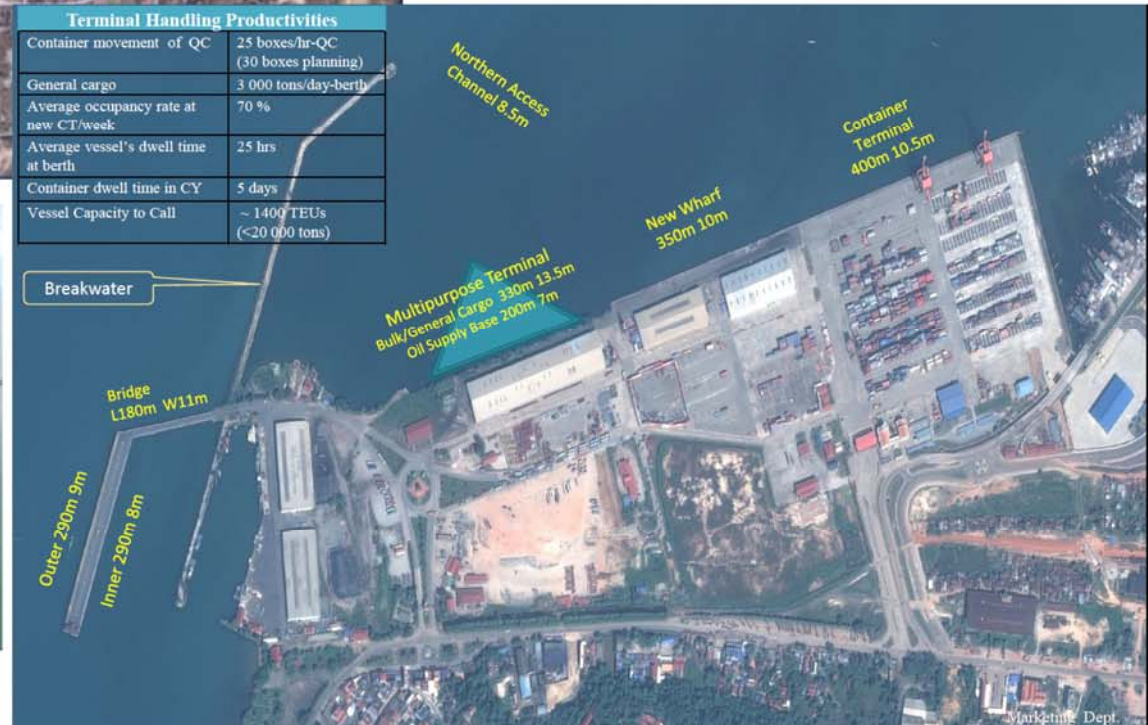 Terminal Handling Productivities
Container movement of QC
25 boxes/hr-QC
(30 boxes planning)
General cargo
3 000 tons/day-berth
Average occupancy rate at
new CT/week
70 %
Average vessel's dwell time
at berth
25 hrs
Container dwell time in CY
5 days
Vessel Capacity to Call
~ 1400 TEUs
(<20 000 tons)
Northern Access
Channel 8.5m
Container
Terminal
400m 10.5m
New Wharf
350m 10m
Multipurpose Terminal
Bulk/General Cargo 330m 13.5m
Oil Supply Base 200m 7m
Breakwater
Bridge
L180m W11m
Outer 290m 9m
Inner 290m 8m
Marketing Dept.